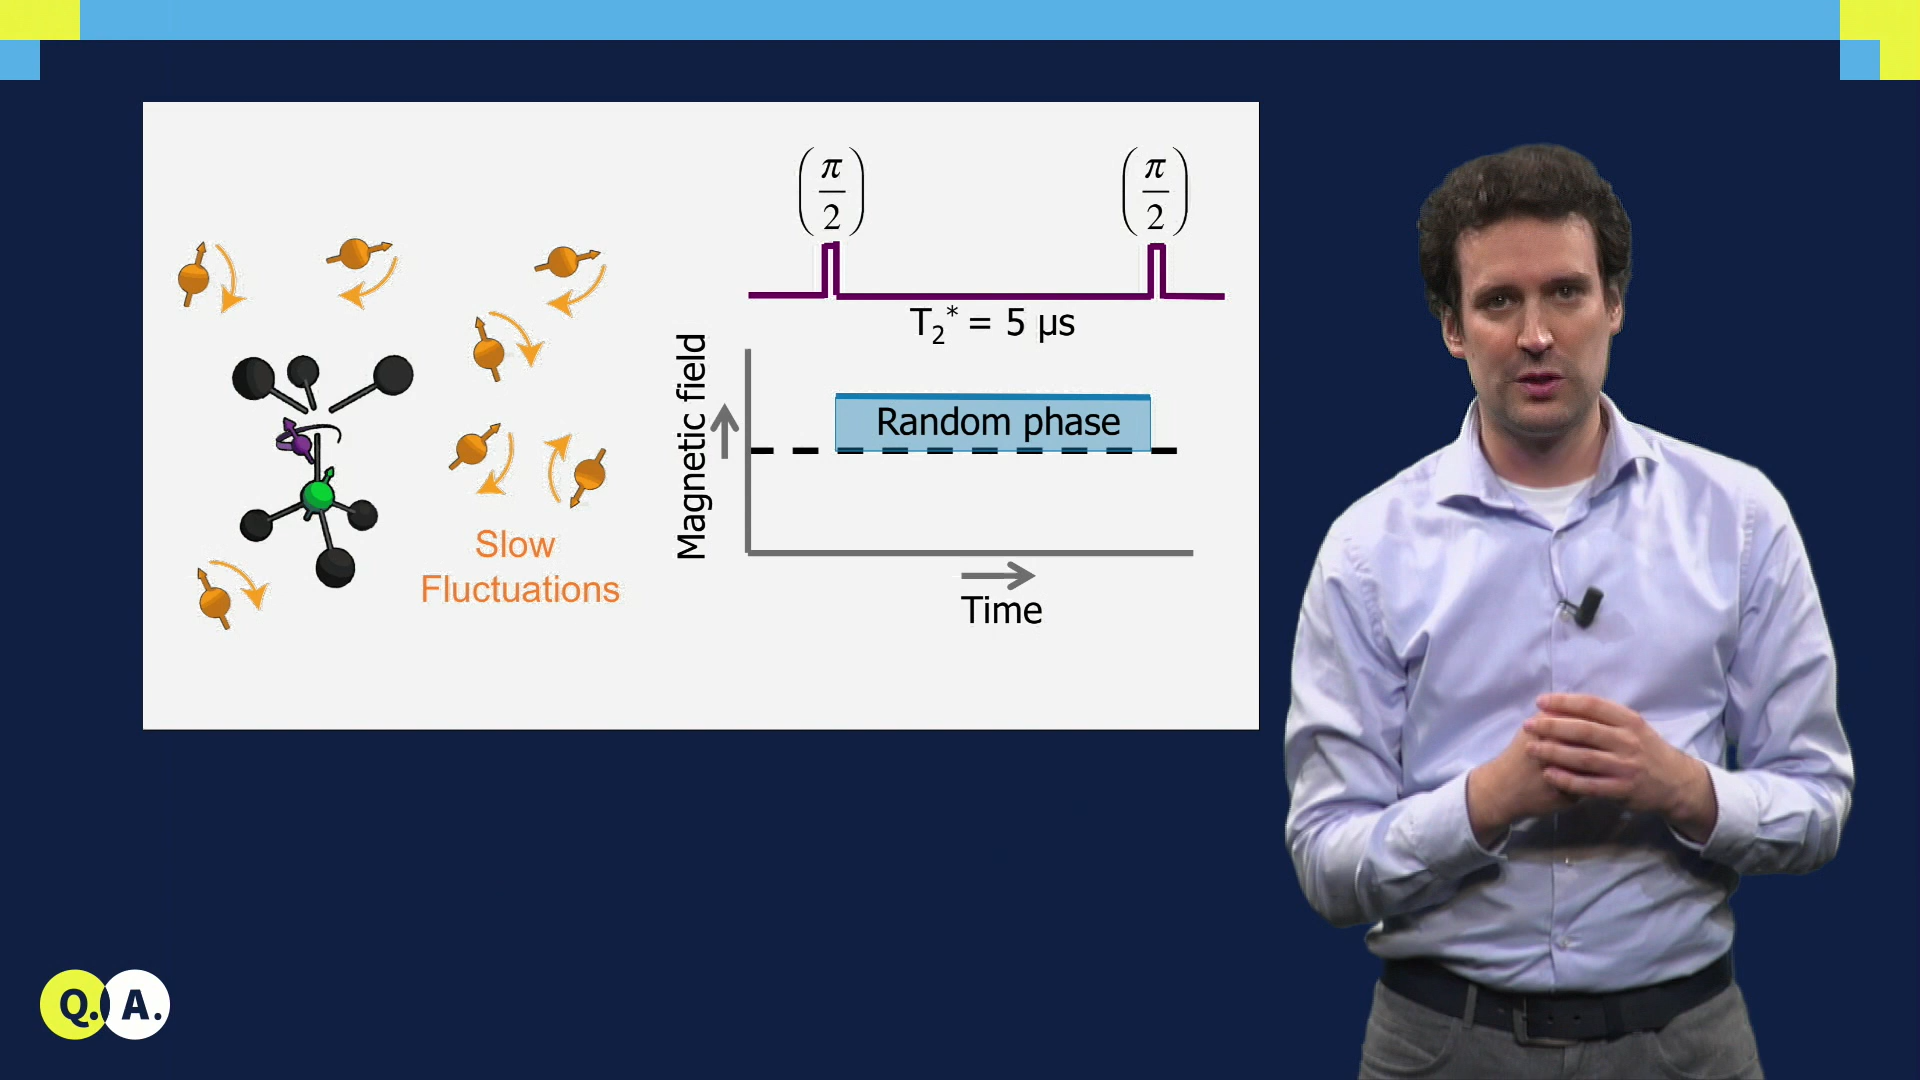 (π/2) (π/2)
T₂* = 5 µs
Magnetic field
Random phase
Time
Slow
Fluctuations
Q. A.